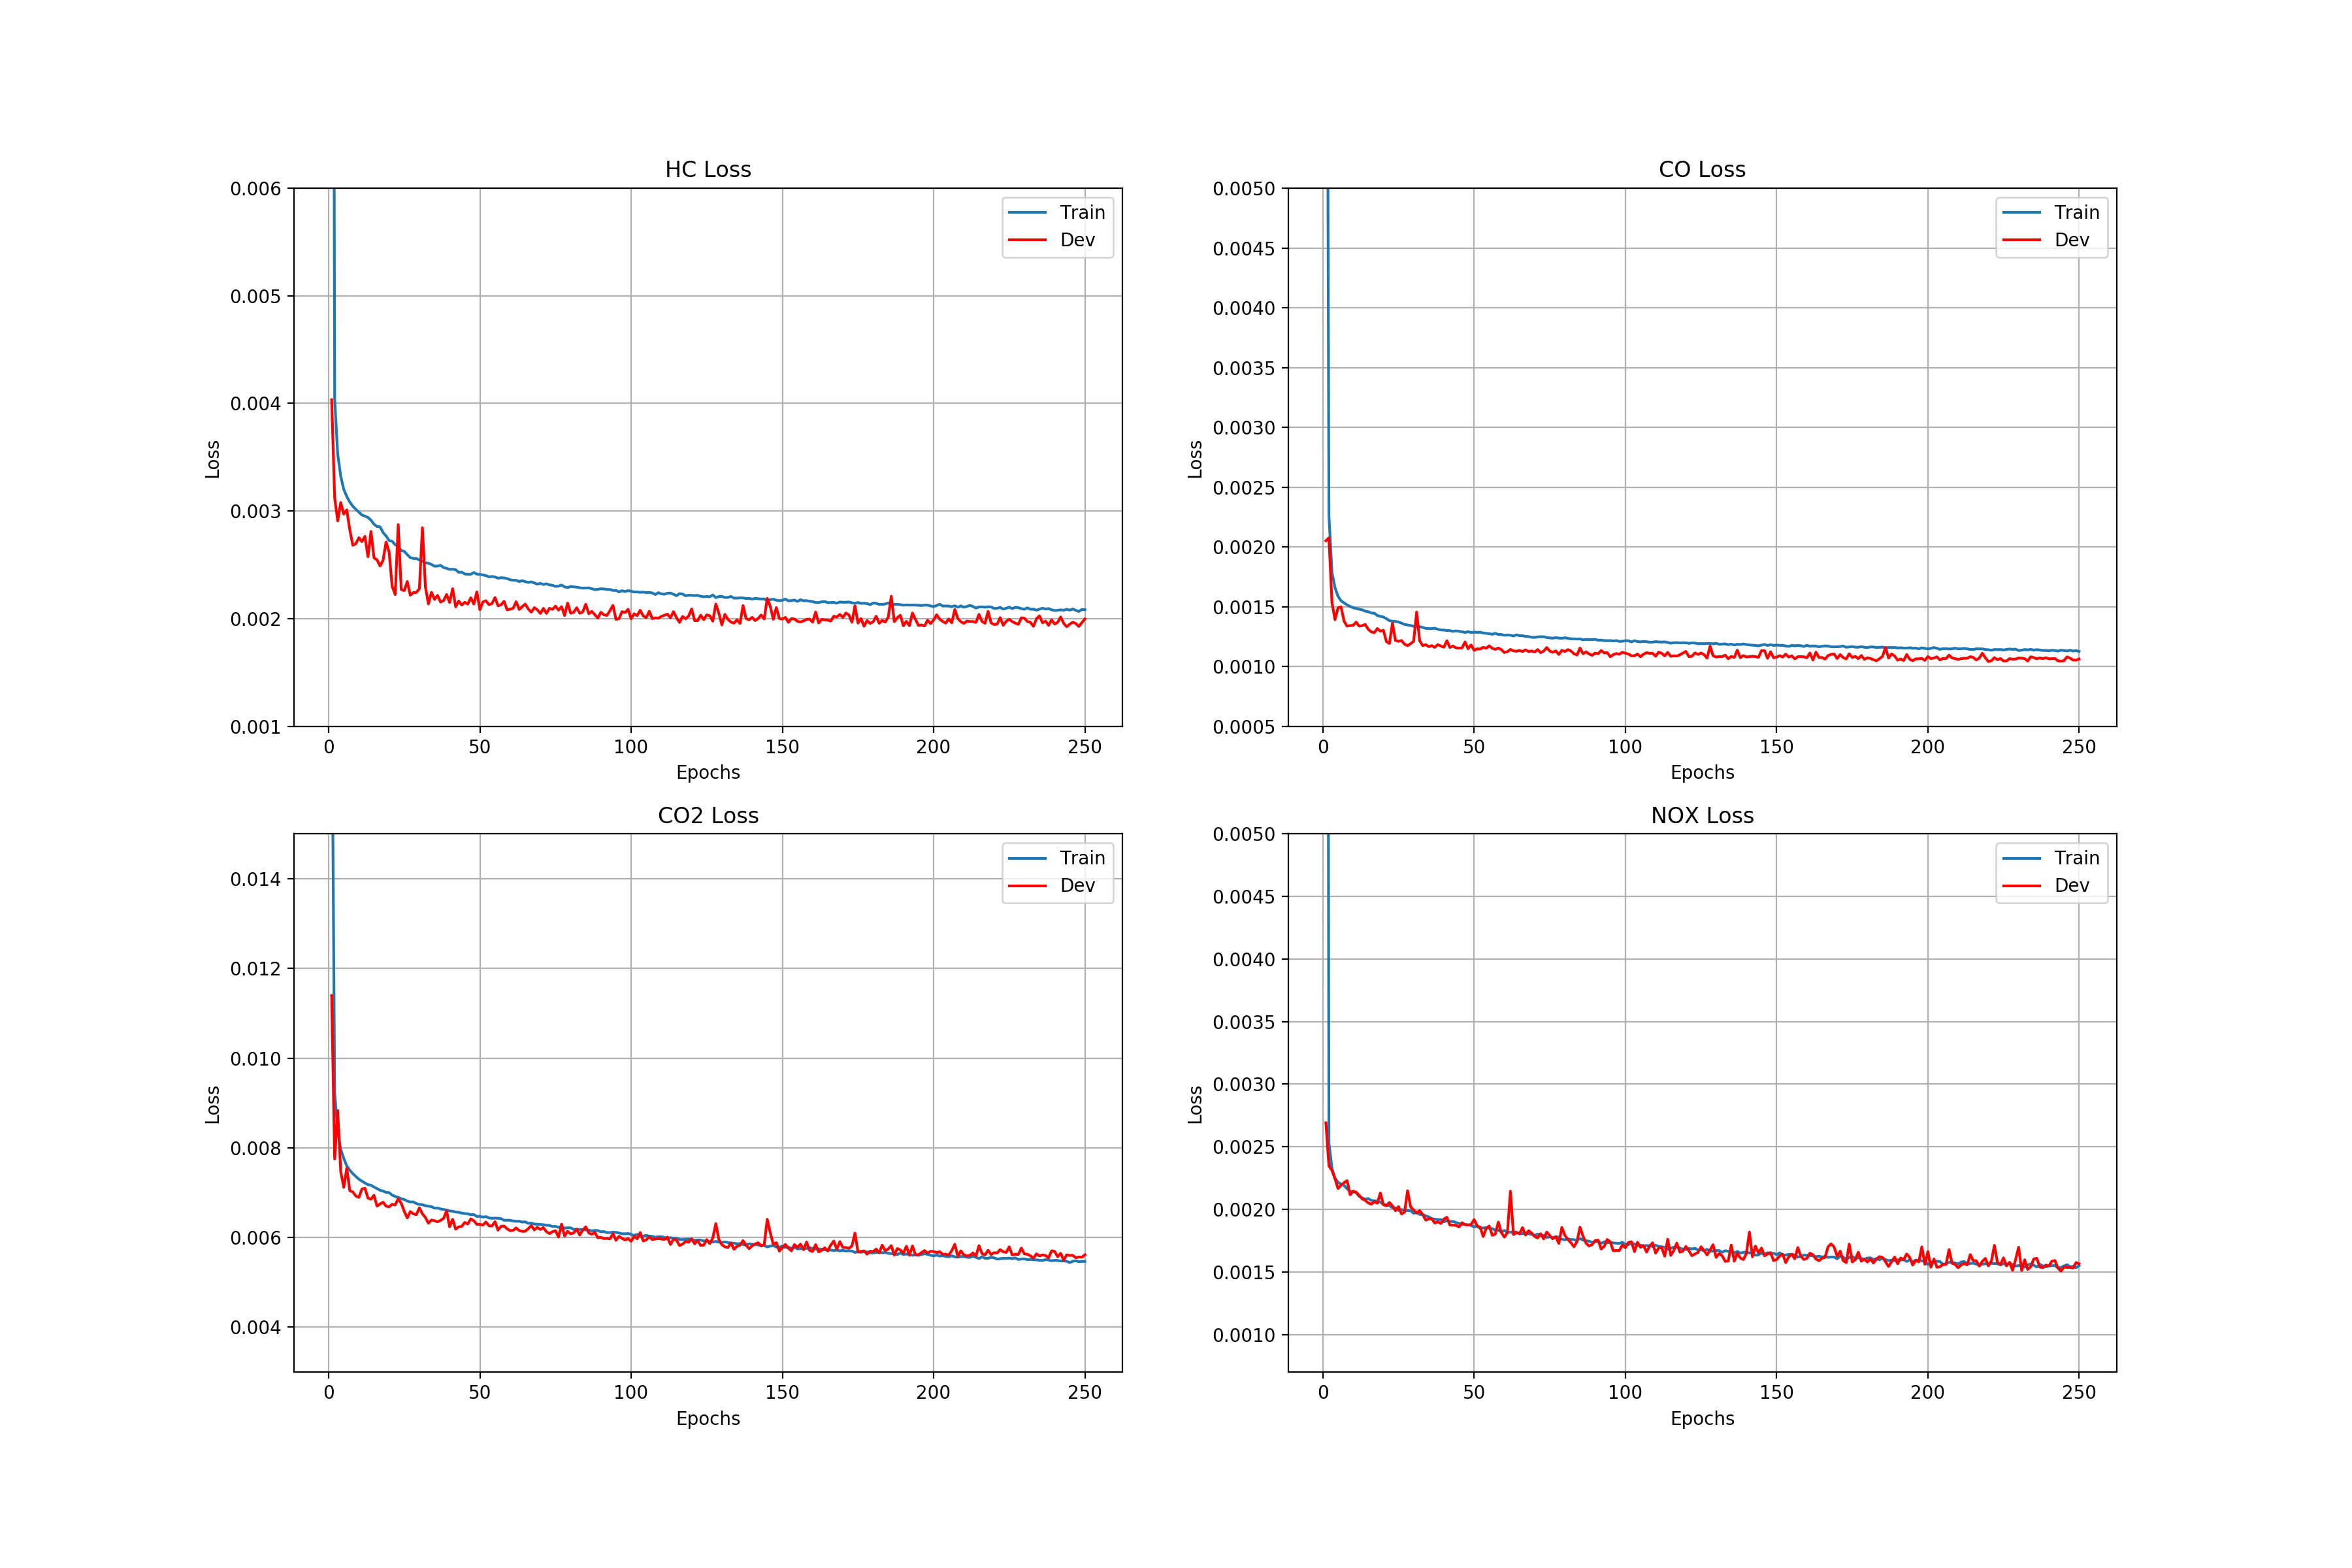 HC Loss
0.006
0.005
0.004
0.003
0.002
0.001
Loss
0 50 100 150 200 250
Epochs
Train
Dev
CO Loss
0.0050
0.0045
0.0040
0.0035
0.0030
0.0025
0.0020
0.0015
0.0010
0.0005
Loss
0 50 100 150 200 250
Epochs
Train
Dev
CO2 Loss
0.014
0.012
0.010
0.008
0.006
0.004
Loss
0 50 100 150 200 250
Epochs
Train
Dev
NOX Loss
0.0050
0.0045
0.0040
0.0035
0.0030
0.0025
0.0020
0.0015
0.0010
Loss
0 50 100 150 200 250
Epochs
Train
Dev